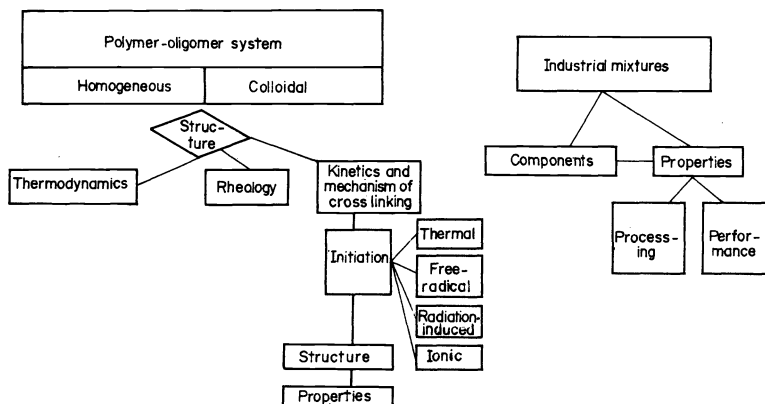 Polymer-oligomer system
Homogeneous
Colloidal
Struc-
ture
Thermodynamics
Rheology
Kinetics and
mechanism of
cross linking
Initiation
Thermal
Free-
radical
Radiation-
induced
Ionic
Structure
Properties
Industrial mixtures
Components
Properties
Process-
ing
Perfor-
mance